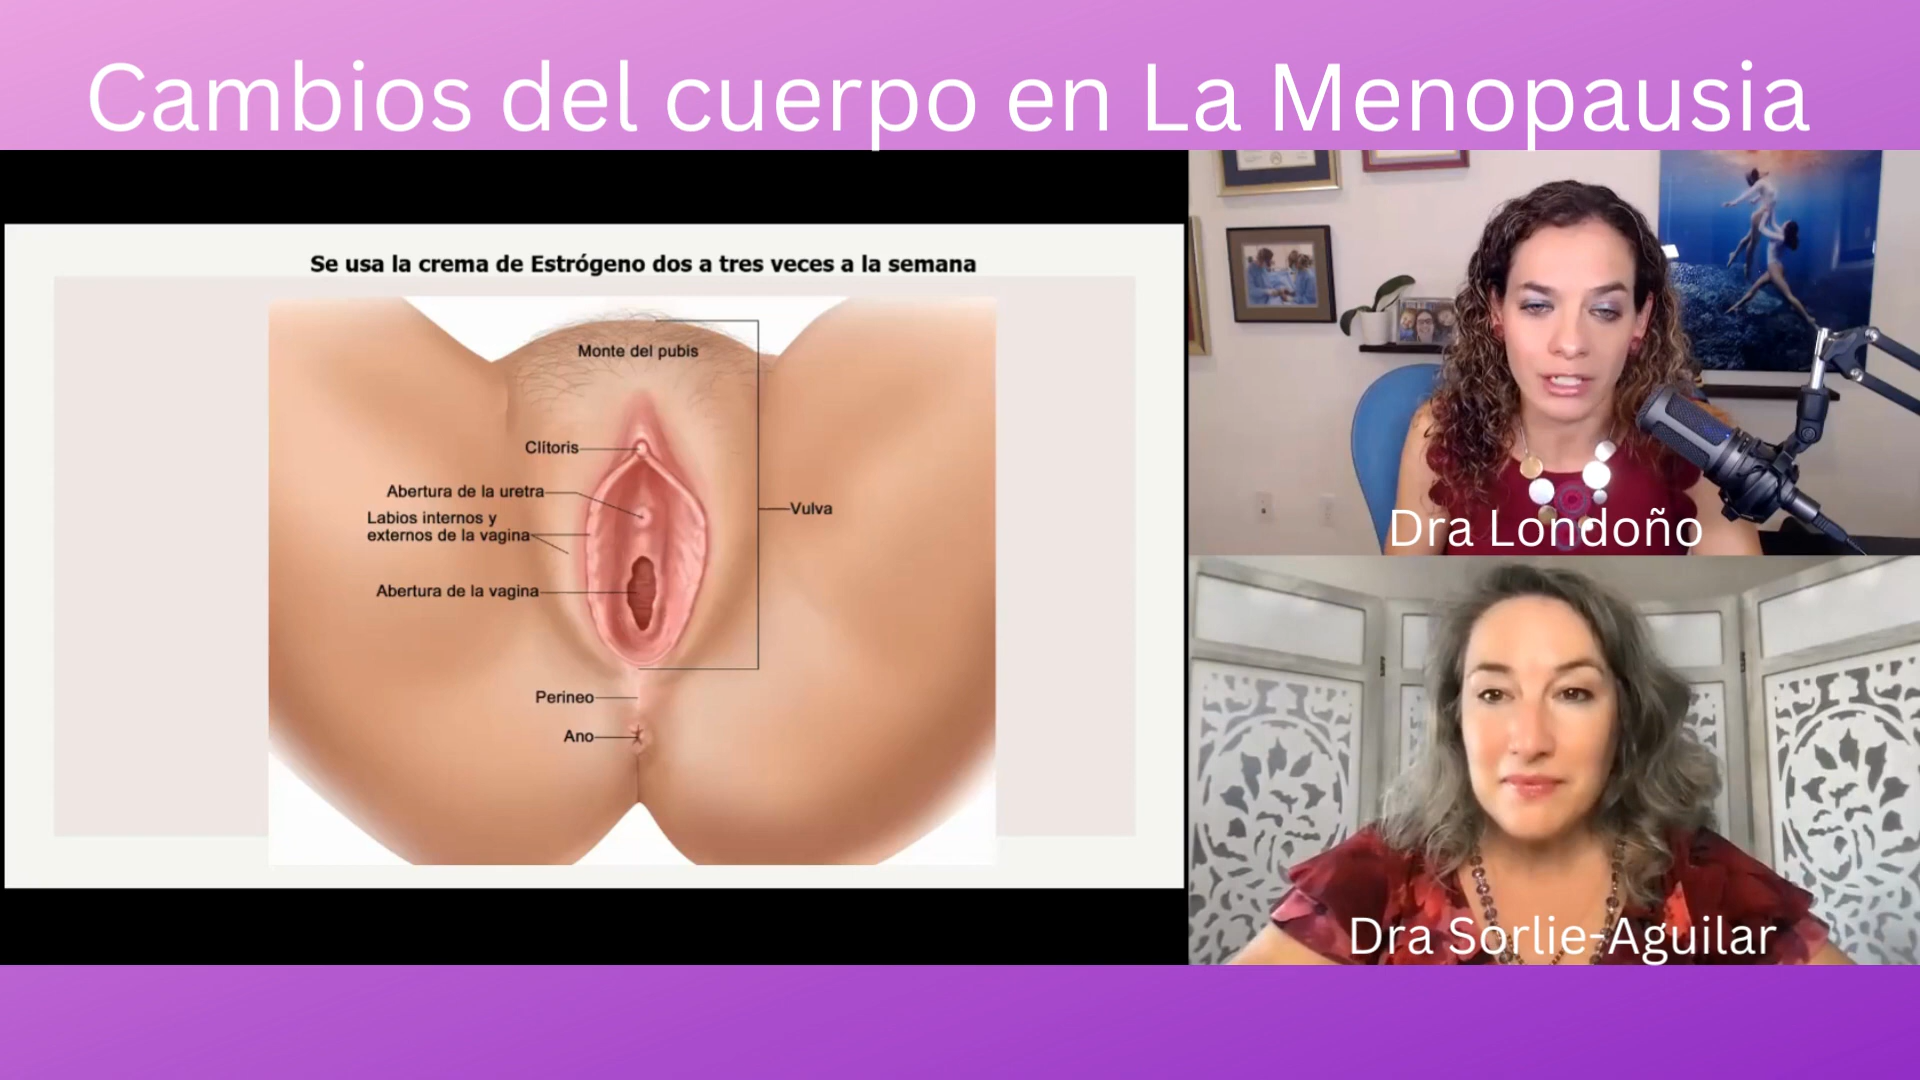 Cambios del cuerpo en La Menopausia
Se usa la crema de Estrógeno dos a tres veces a la semana
Monte del pubis
Clítoris
Abertura de la uretra
Labios internos y
externos de la vagina
Vulva
Abertura de la vagina
Perineo
Ano
Dra Londoño
Dra Sorlie-Aguilar